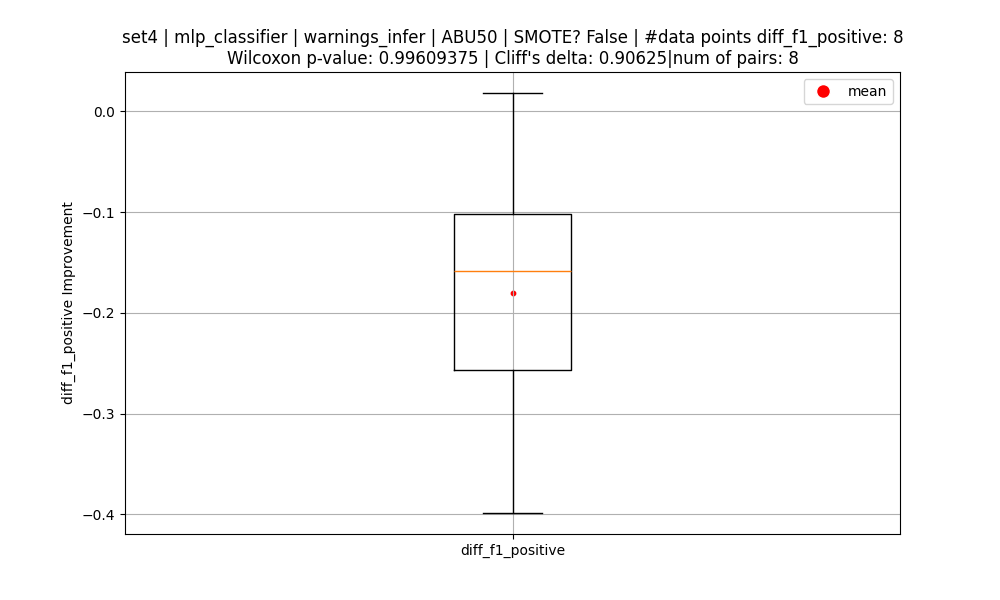 set4 | mlp_classifier | warnings_infer | ABU50 | SMOTE? False | #data points diff_f1_positive: 8
Wilcoxon p-value: 0.99609375 | Cliff's delta: 0.90625|num of pairs: 8
mean
0.0
−0.1
−0.2
−0.3
−0.4
diff_f1_positive Improvement
diff_f1_positive